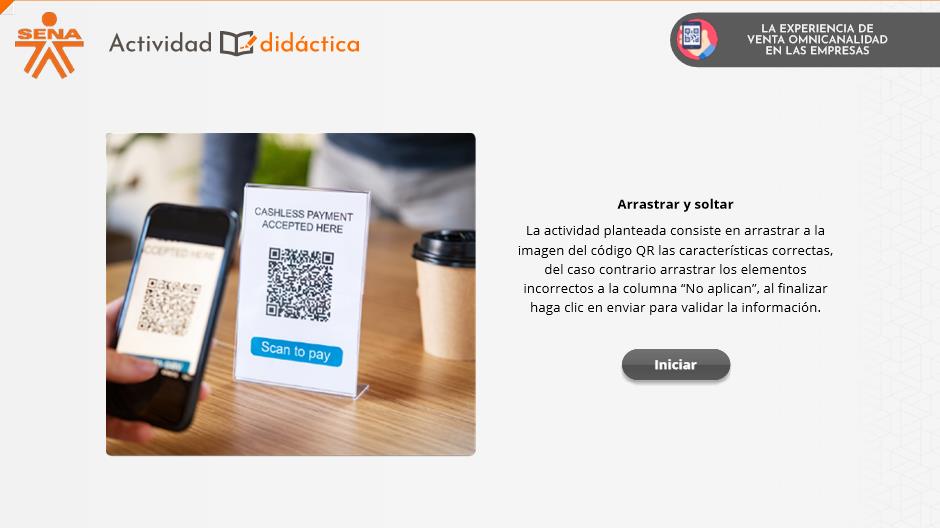 SENA
Actividad didáctica
LA EXPERIENCIA DE
VENTA OMNICANALIDAD
EN LAS EMPRESAS
CASHLESS PAYMENT
ACCEPTED HERE
Scan to pay
ACCEPTED HERE
Arrastrar y soltar
La actividad planteada consiste en arrastrar a la
imagen del código QR las características correctas,
del caso contrario arrastrar los elementos
incorrectos a la columna “No aplican”, al finalizar
haga clic en enviar para validar la información.
Iniciar